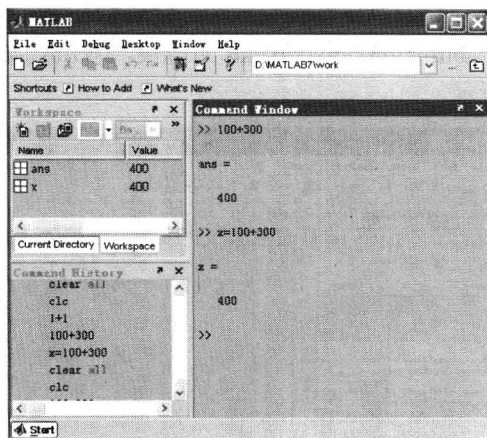 MATLAB
File Edit Debug Desktop Window Help
D:\MATLAB7\work
...
Shortcuts How to Add What's New
Workspace
»
Name Value
ans 400
x 400
Current Directory Workspace
Command History
clear all
clc
1+1
100+300
x=100+300
clear all
clc
Command Window
>> 100+300
ans =
400
>> x=100+300
x =
400
>>
Start